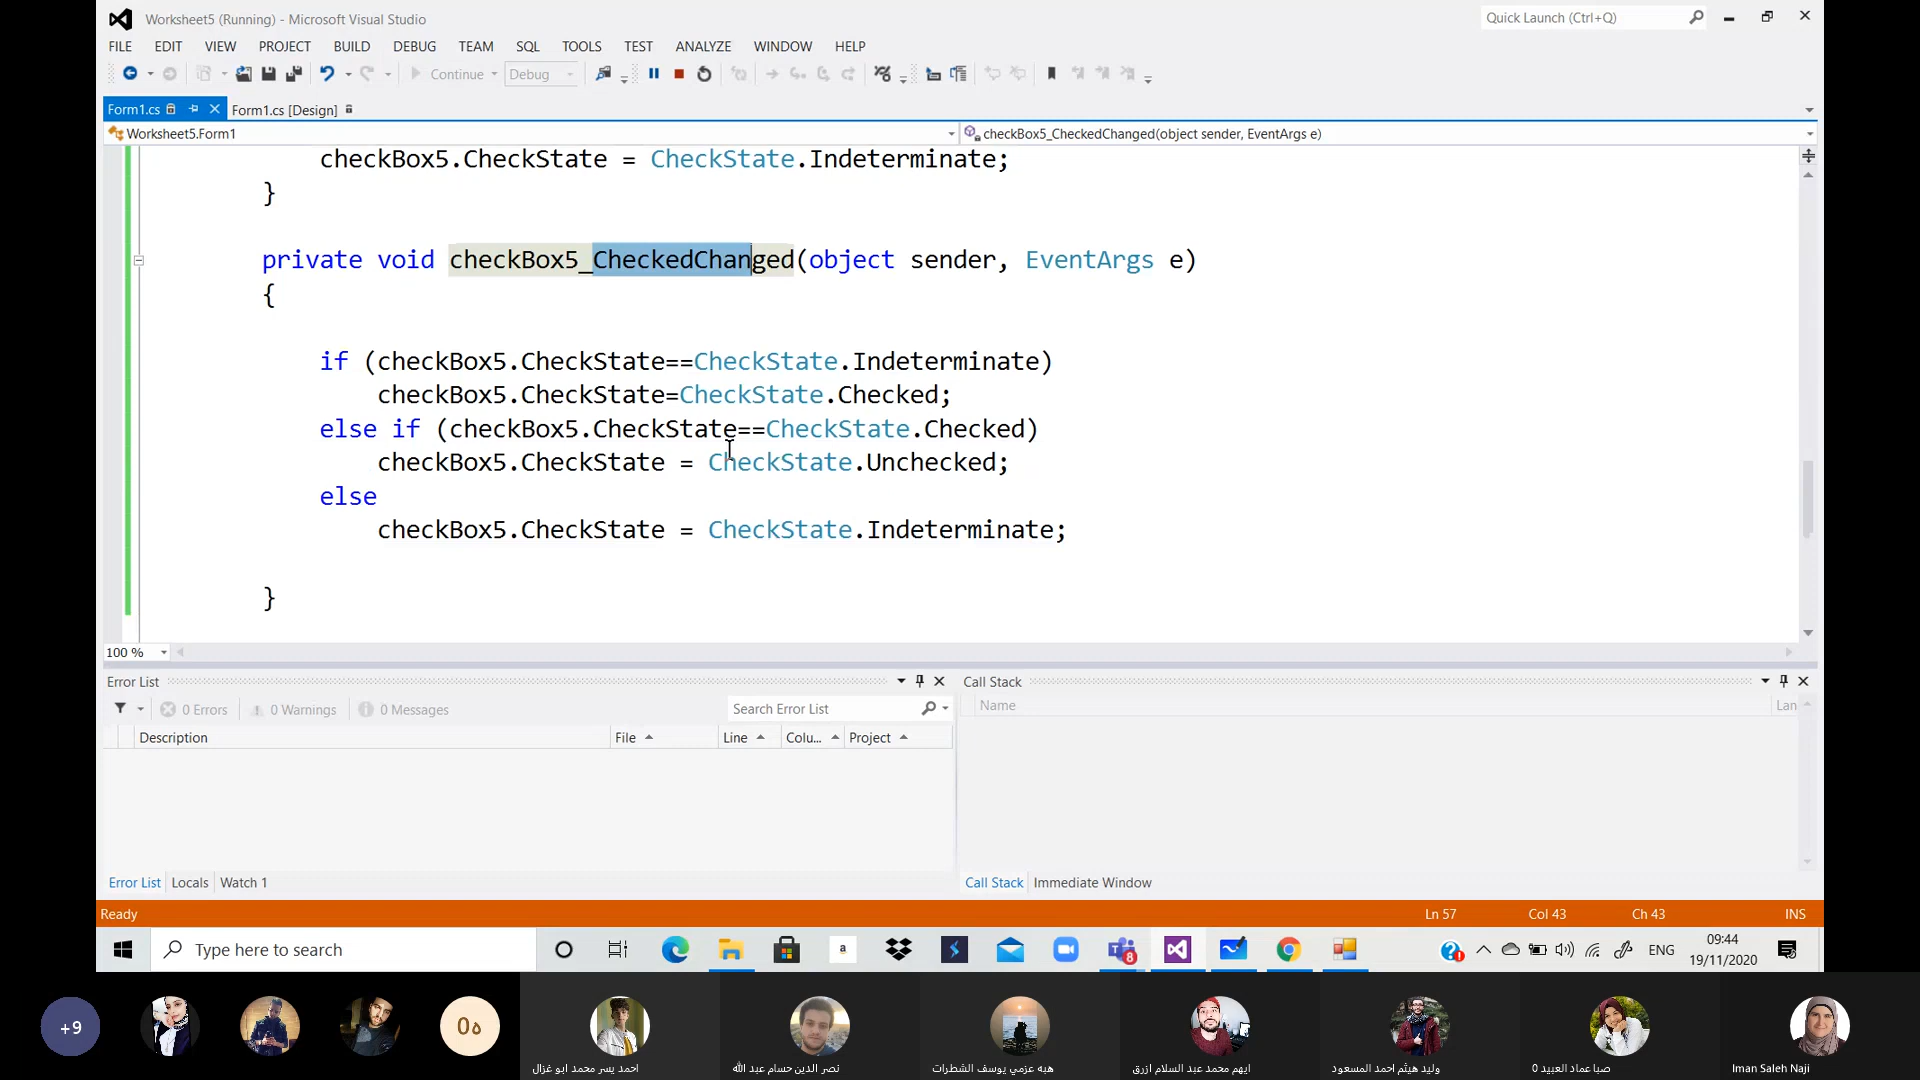 Worksheet5 (Running) - Microsoft Visual Studio
Quick Launch (Ctrl+Q)
FILE EDIT VIEW PROJECT BUILD DEBUG TEAM SQL TOOLS TEST ANALYZE WINDOW HELP
Continue Debug
Form1.cs Form1.cs [Design]
Worksheet5.Form1 checkBox5_CheckedChanged(object sender, EventArgs e)
checkBox5.CheckState = CheckState.Indeterminate;
}
private void checkBox5_CheckedChanged(object sender, EventArgs e)
{
if (checkBox5.CheckState==CheckState.Indeterminate)
checkBox5.CheckState=CheckState.Checked;
else if (checkBox5.CheckState==CheckState.Checked)
checkBox5.CheckState = CheckState.Unchecked;
else
checkBox5.CheckState = CheckState.Indeterminate;
}
100 %
Error List
0 Errors 0 Warnings 0 Messages Search Error List
Description File Line Colu... Project
Error List Locals Watch 1
Call Stack
Name Lan
Call Stack Immediate Window
Ready Ln 57 Col 43 Ch 43 INS
Type here to search
a
8
ENG
09:44
19/11/2020
+9
0ه
احمد يسر محمد ابو غزال
نصر الدين حسام عبد الله
هبه عزمي يوسف الشطرات
ايهم محمد عبد السلام ازرق
وليد هيثم احمد المسعود
صبا عماد العبيد 0
Iman Saleh Naji